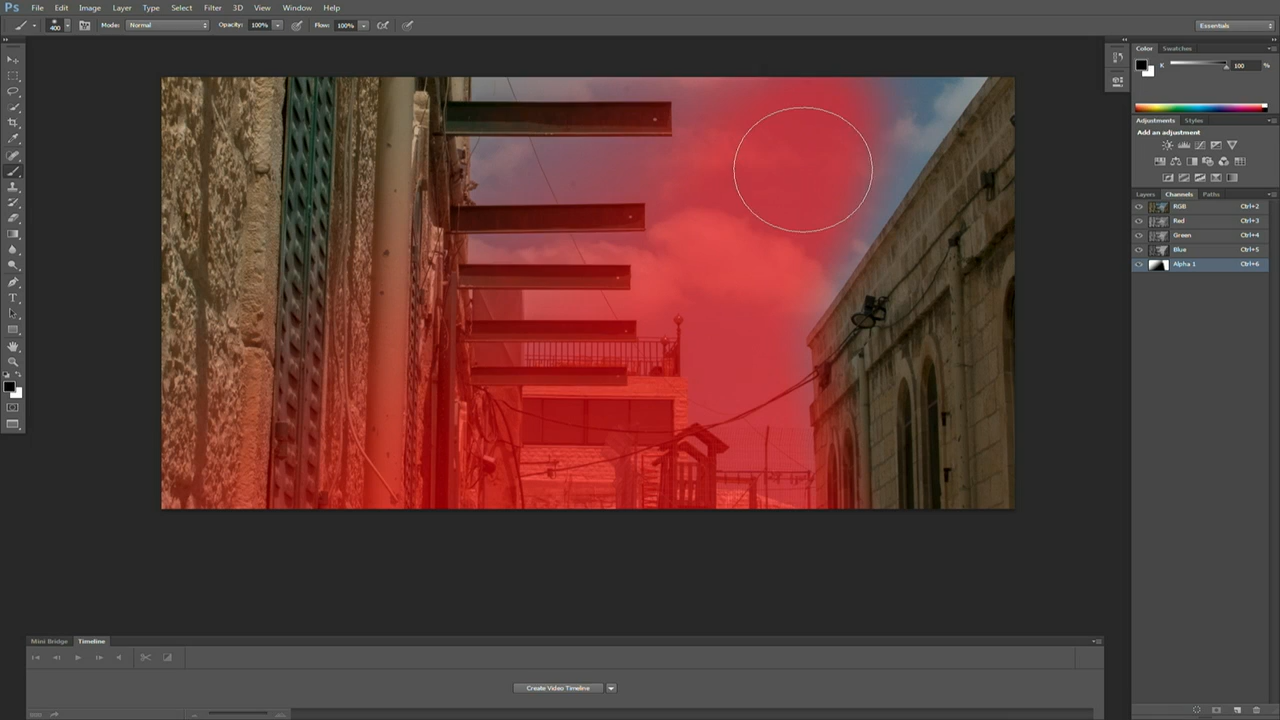 Ps File Edit Image Layer Type Select Filter 3D View Window Help
400 Mode: Normal Opacity: 100% Flow: 100% Essentials
Color Swatches
K 100 %
Adjustments Styles
Add an adjustment
Layers Channels Paths
RGB Ctrl+2
Red Ctrl+3
Green Ctrl+4
Blue Ctrl+5
Alpha 1 Ctrl+6
Mini Bridge Timeline
Create Video Timeline